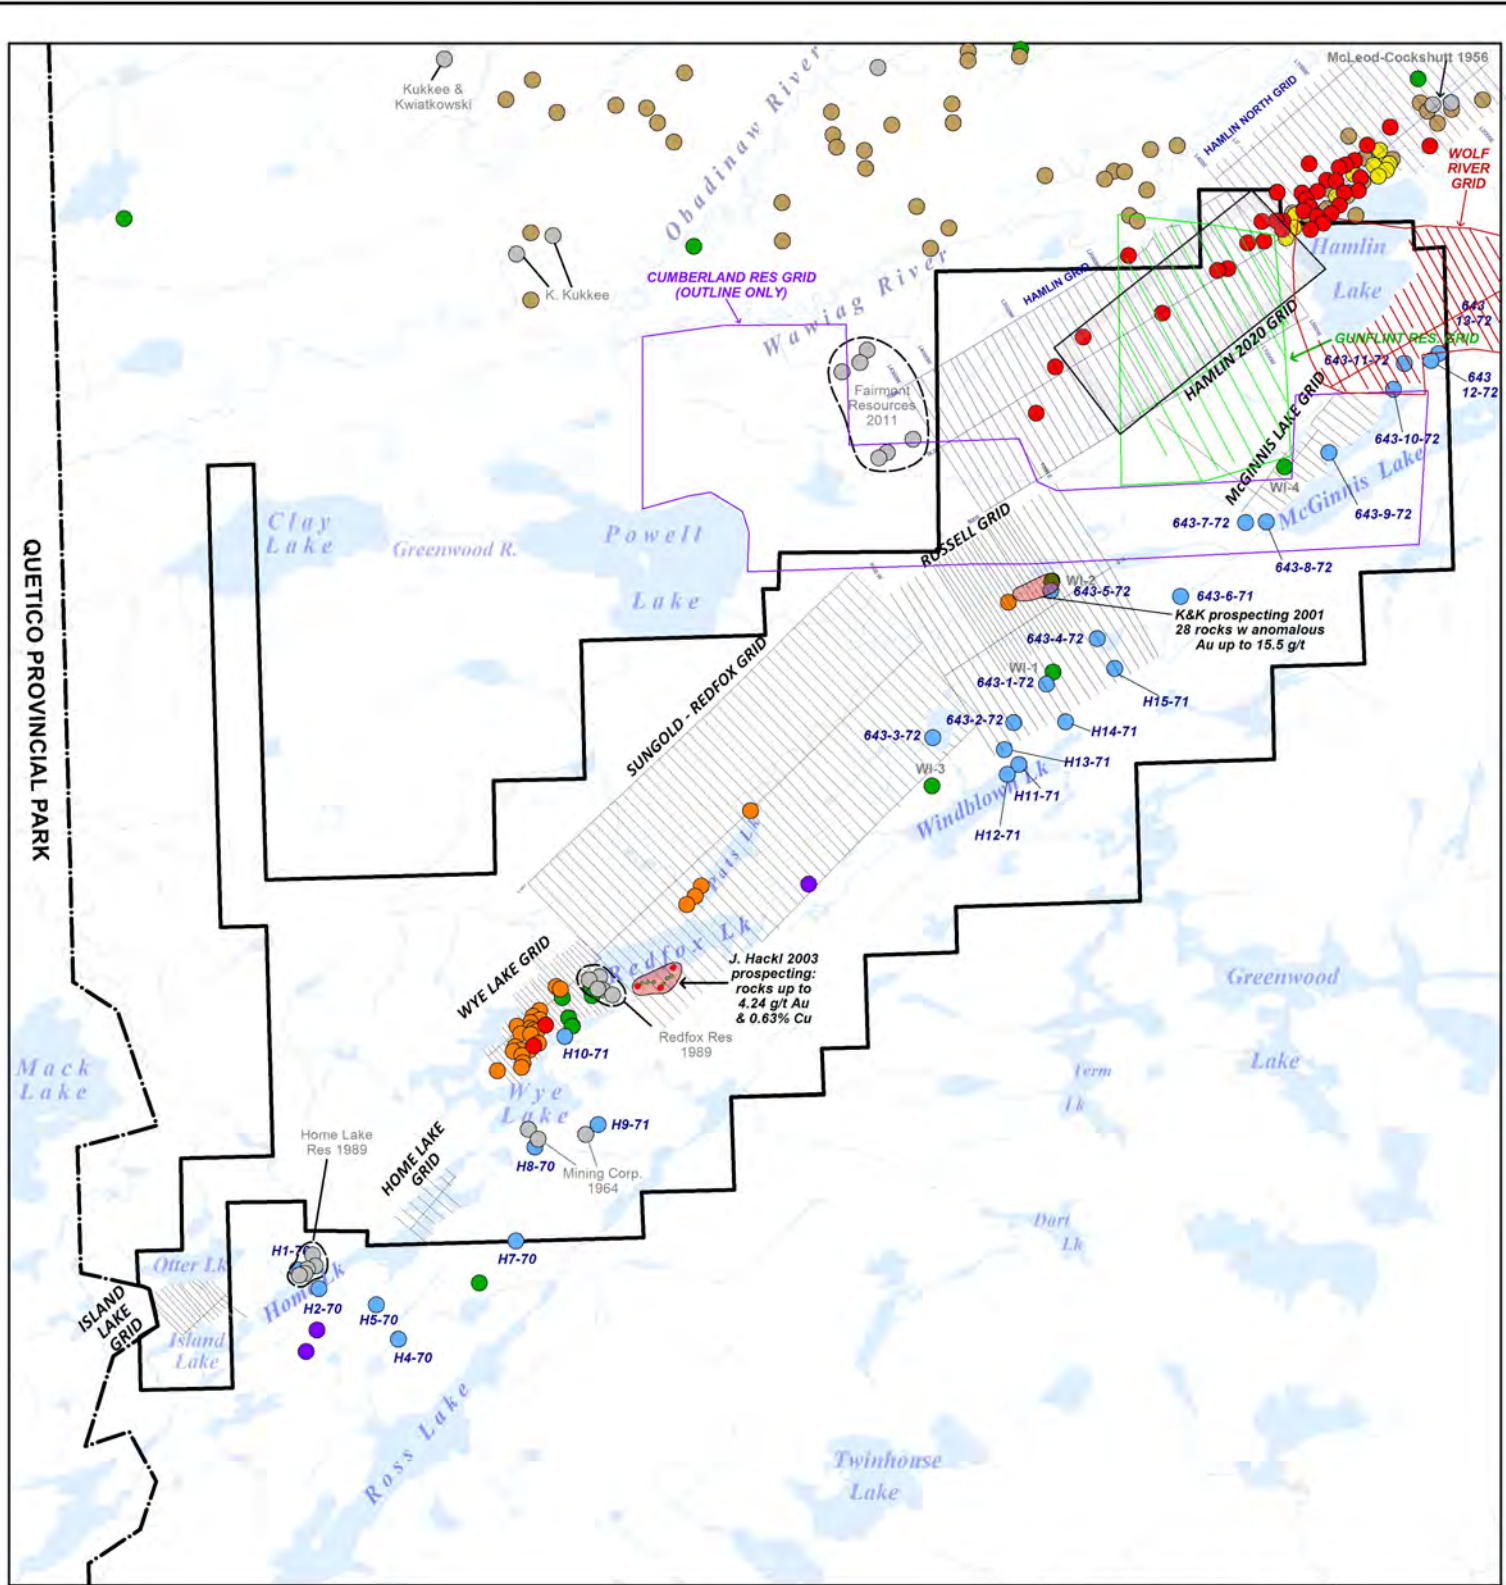 McLeod-Cockshutt 1956
Kukkee &
Kwiatkowski
Obadinaw River
HAMLIN NORTH GRID
WOLF
RIVER
GRID
Hamlin
Lake
K. Kukkee
CUMBERLAND RES GRID
(OUTLINE ONLY)
Wawiag River
HAMLIN GRID
HAMLIN 2020 GRID
643
13-72
GUNFLINT RES. GRID
643-11-72
643
12-72
Fairmont
Resources
2011
McGINNIS LAKE GRID
643-10-72
WI-4
McGinnis Lake
643-9-72
643-7-72
643-8-72
Clay
Lake
Greenwood R.
Powell
Lake
RUSSELL GRID
QUETICO PROVINCIAL PARK
WI-2
643-5-72
643-6-71
K&K prospecting 2001
28 rocks w anomalous
Au up to 15.5 g/t
643-4-72
WI-1
643-1-72
H15-71
SUNGOLD - REDFOX GRID
643-2-72
H14-71
643-3-72
H13-71
WI-3
H11-71
Windblown Lk
H12-71
Pats Lk
Redfox Lk
WYE LAKE GRID
J. Hackl 2003
prospecting:
rocks up to
4.24 g/t Au
& 0.63% Cu
Greenwood
Lake
Redfox Res
1989
H10-71
Mack
Lake
Wye
Lake
Term
Lk
H9-71
Home Lake
Res 1989
HOME LAKE
GRID
H8-70
Mining Corp.
1964
Dart
Lk
H7-70
Otter Lk
Home Lk
H2-70
H5-70
ISLAND
LAKE
GRID
Island
Lake
H4-70
Ross Lake
Twinhouse
Lake